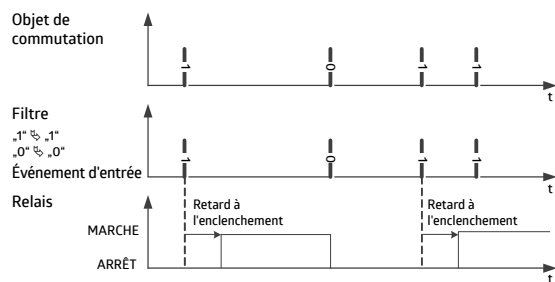 Objet de
commutation
1 0 1 1
t
Filtre
„1“ ⇘ „1“
„0“ ⇘ „0“
Événement d'entrée
1 0 1 1
t
Relais
Retard à
l'enclenchement
Retard à
l'enclenchement
MARCHE
ARRÊT
t